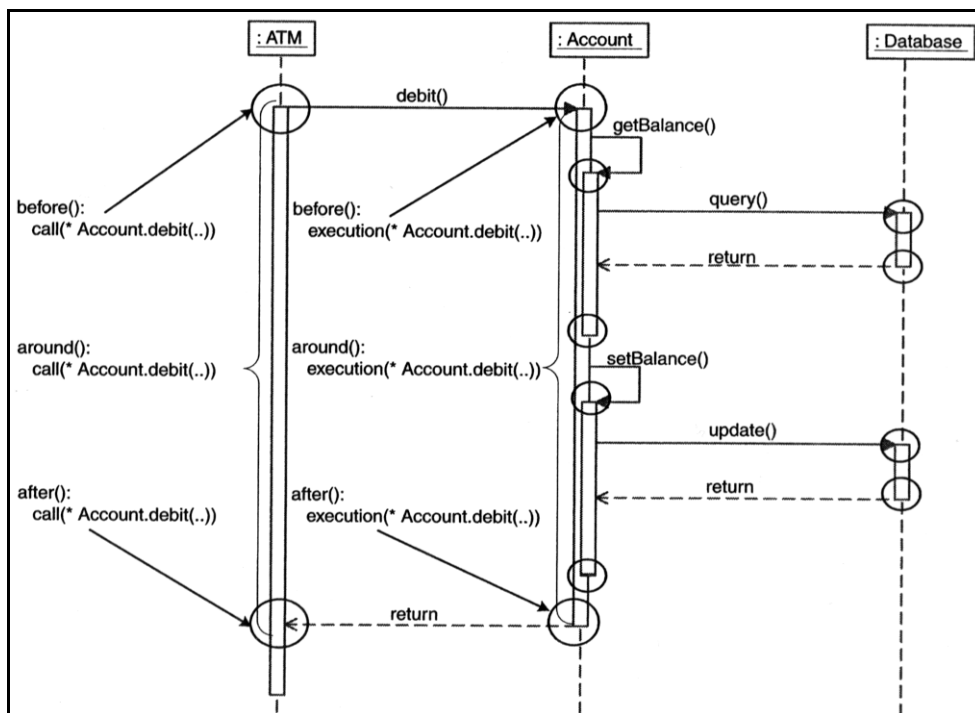 : ATM
: Account
: Database
debit()
getBalance()
before():
call(* Account.debit(..))
before():
execution(* Account.debit(..))
query()
return
around():
call(* Account.debit(..))
around():
execution(* Account.debit(..))
setBalance()
update()
return
after():
call(* Account.debit(..))
after():
execution(* Account.debit(..))
return